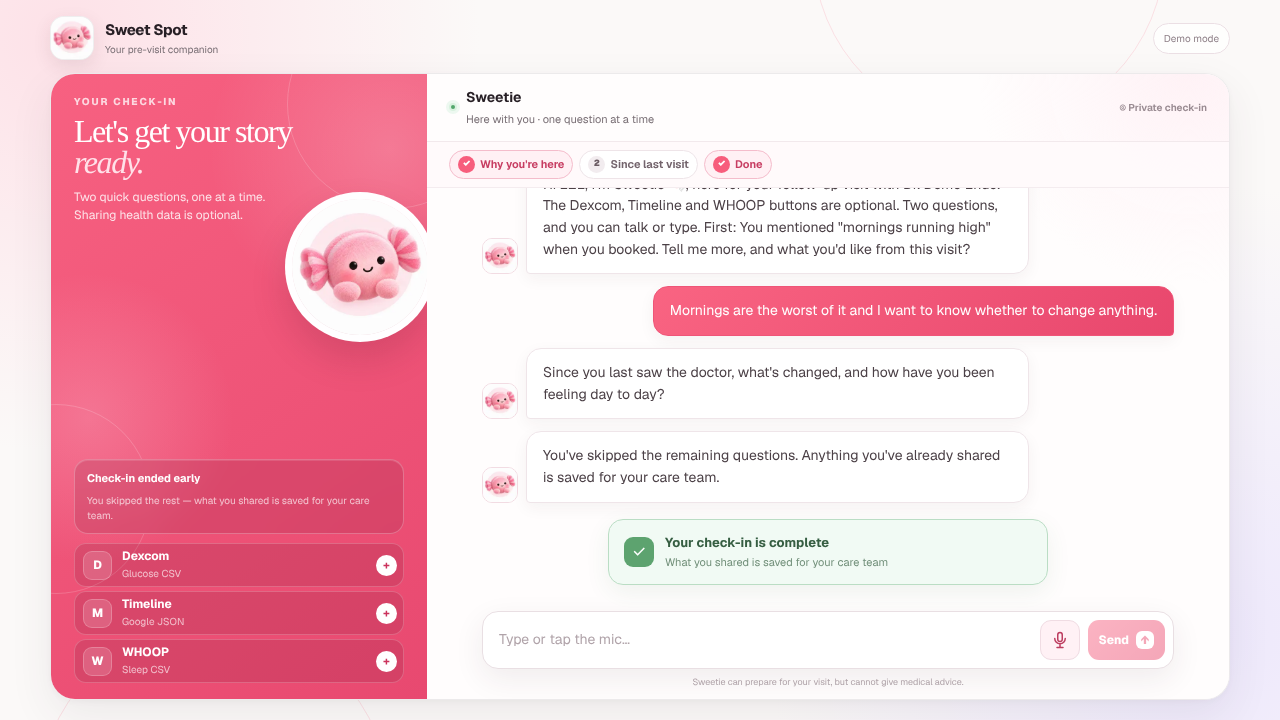 Sweet Spot
Your pre-visit companion
Demo mode
YOUR CHECK-IN
Let's get your story
ready.
Two quick questions, one at a time.
Sharing health data is optional.
Check-in ended early
You skipped the rest — what you shared is saved for your care
team.
D
Dexcom
Glucose CSV
+
M
Timeline
Google JSON
+
W
WHOOP
Sleep CSV
+
Sweetie
Here with you · one question at a time
Private check-in
Why you're here
2 Since last visit
Done
The Dexcom, Timeline and WHOOP buttons are optional. Two questions,
and you can talk or type. First: You mentioned "mornings running high"
when you booked. Tell me more, and what you'd like from this visit?
Mornings are the worst of it and I want to know whether to change anything.
Since you last saw the doctor, what's changed, and how have you been
feeling day to day?
You've skipped the remaining questions. Anything you've already shared
is saved for your care team.
Your check-in is complete
What you shared is saved for your care team
Type or tap the mic...
Send
Sweetie can prepare for your visit, but cannot give medical advice.